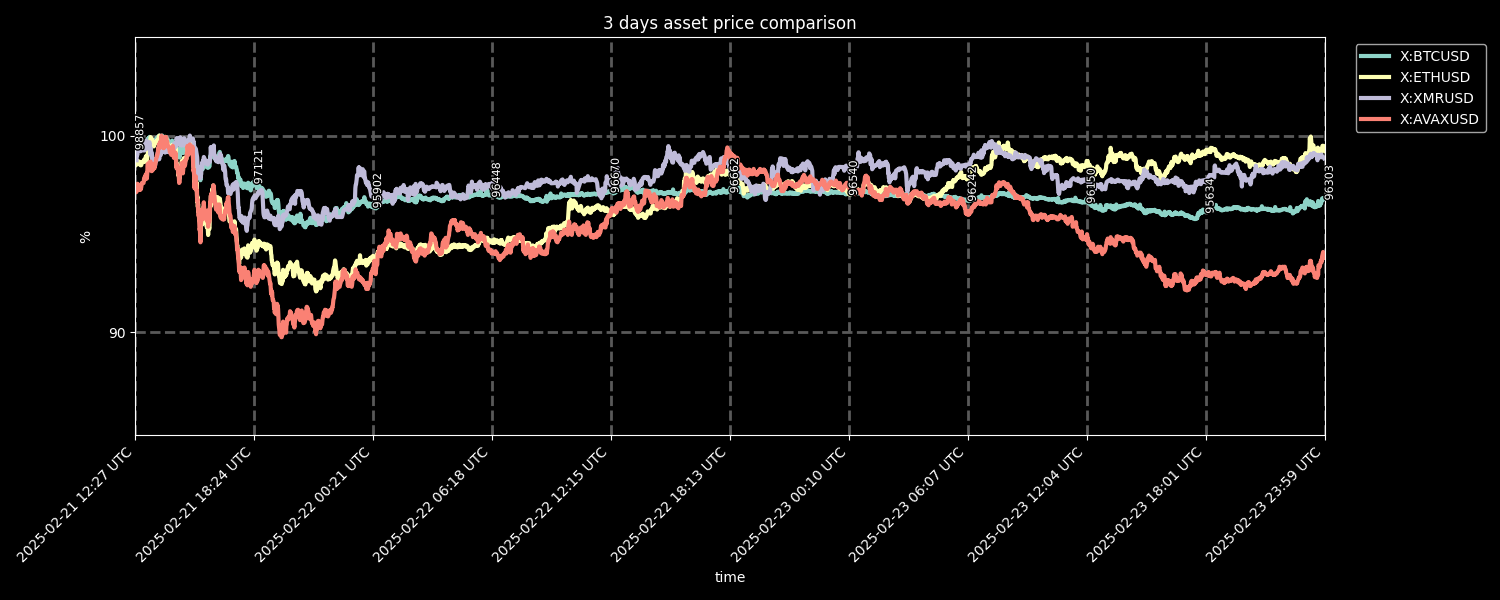 3 days asset price comparison
X:BTCUSD
X:ETHUSD
X:XMRUSD
X:AVAXUSD
100
90
%
98857
97121
95902
96448
96670
96662
96540
96242
96150
95634
96303
2025-02-21 12:27 UTC
2025-02-21 18:24 UTC
2025-02-22 00:21 UTC
2025-02-22 06:18 UTC
2025-02-22 12:15 UTC
2025-02-22 18:13 UTC
2025-02-23 00:10 UTC
2025-02-23 06:07 UTC
2025-02-23 12:04 UTC
2025-02-23 18:01 UTC
2025-02-23 23:59 UTC
time